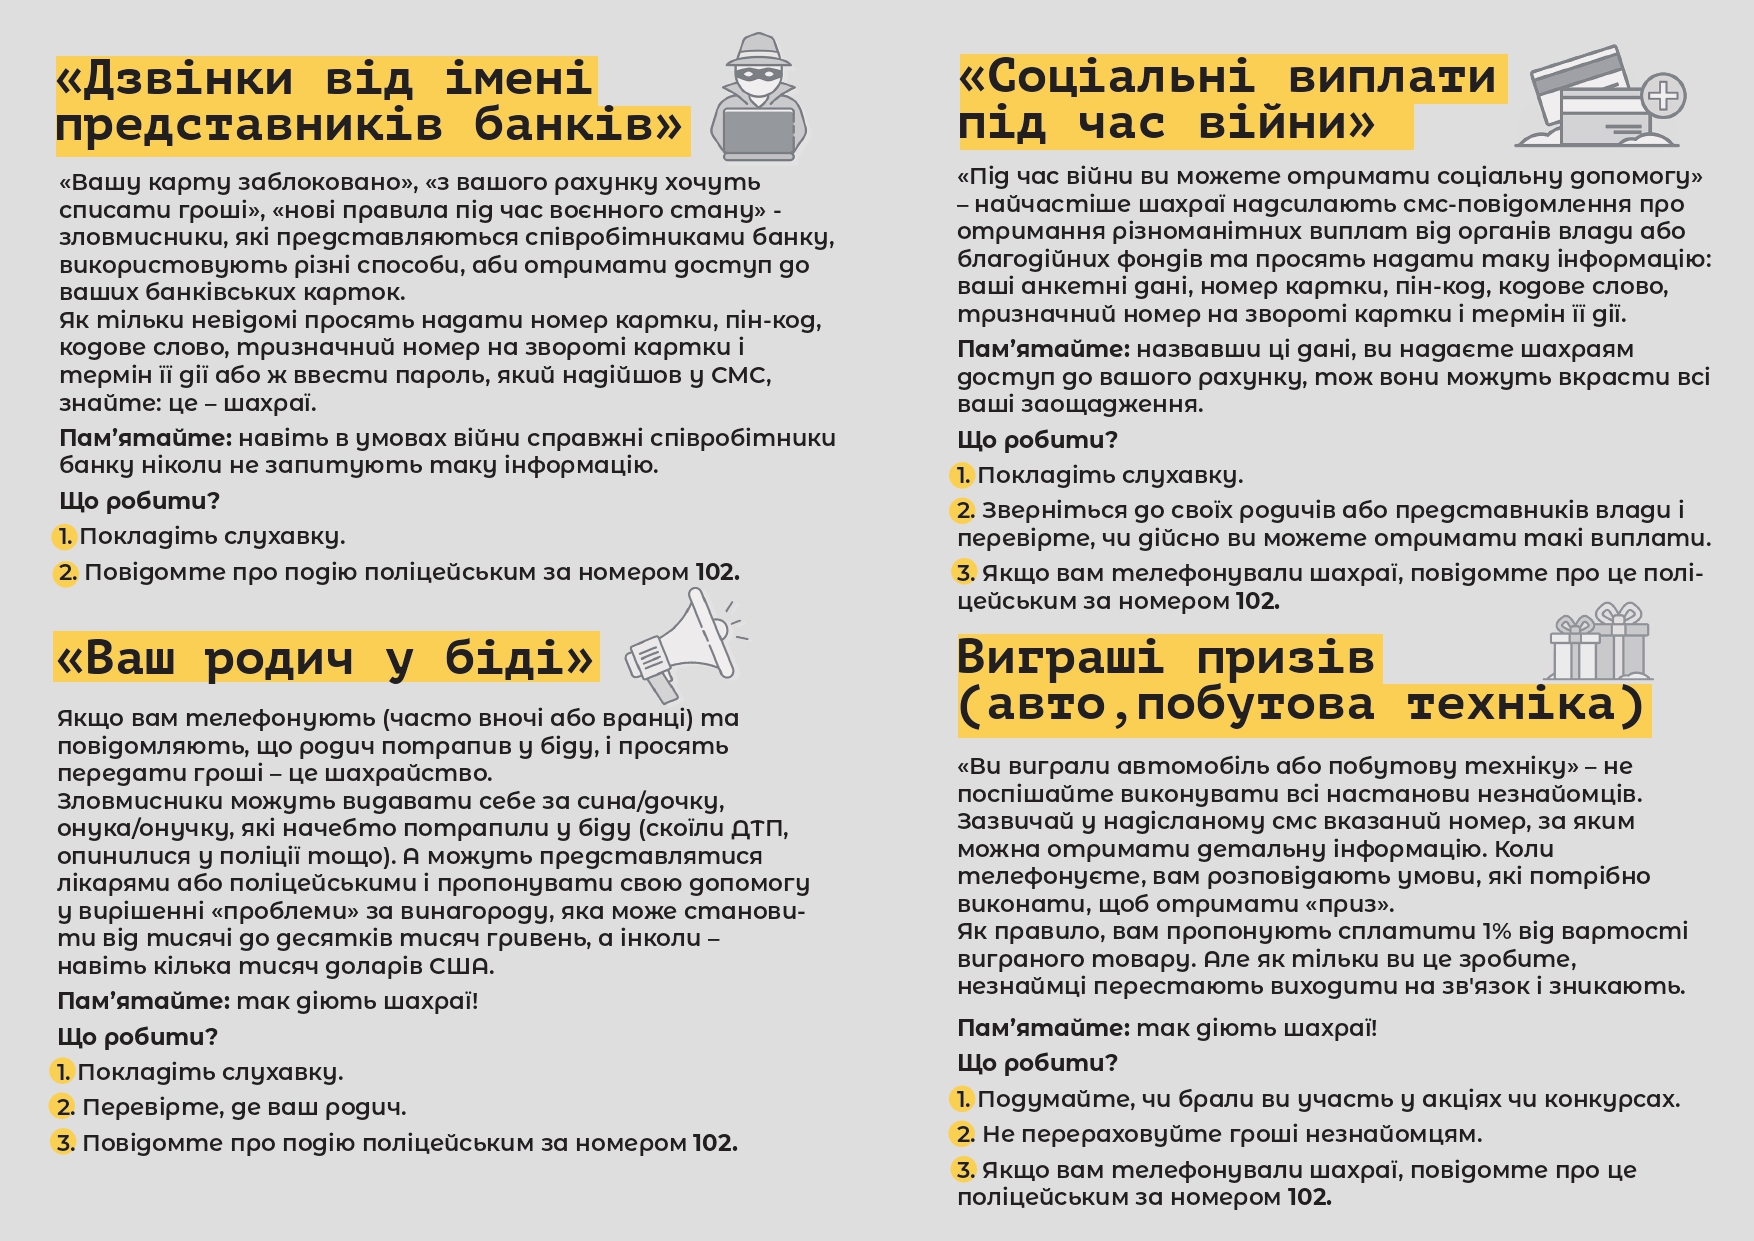 «Дзвінки від імені
представників банків»
«Вашу карту заблоковано», «з вашого рахунку хочуть
списати гроші», «нові правила під час воєнного стану» -
зловмисники, які представляються співробітниками банку,
використовують різні способи, аби отримати доступ до
ваших банківських карток.
Як тільки невідомі просять надати номер картки, пін-код,
кодове слово, тризначний номер на звороті картки і
термін її дії або ж ввести пароль, який надійшов у СМС,
знайте: це – шахраї.
Пам’ятайте: навіть в умовах війни справжні співробітники
банку ніколи не запитують таку інформацію.
Що робити?
1. Покладіть слухавку.
2. Повідомте про подію поліцейським за номером 102.
«Ваш родич у біді»
Якщо вам телефонують (часто вночі або вранці) та
повідомляють, що родич потрапив у біду, і просять
передати гроші – це шахрайство.
Зловмисники можуть видавати себе за сина/дочку,
онука/онучку, які начебто потрапили у біду (скоїли ДТП,
опинилися у поліції тощо). А можуть представлятися
лікарями або поліцейськими і пропонувати свою допомогу
у вирішенні «проблеми» за винагороду, яка може станови-
ти від тисячі до десятків тисяч гривень, а інколи –
навіть кілька тисяч доларів США.
Пам’ятайте: так діють шахраї!
Що робити?
1. Покладіть слухавку.
2. Перевірте, де ваш родич.
3. Повідомте про подію поліцейським за номером 102.
«Соціальні виплати
під час війни»
«Під час війни ви можете отримати соціальну допомогу»
– найчастіше шахраї надсилають смс-повідомлення про
отримання різноманітних виплат від органів влади або
благодійних фондів та просять надати таку інформацію:
ваші анкетні дані, номер картки, пін-код, кодове слово,
тризначний номер на звороті картки і термін її дії.
Пам’ятайте: назвавши ці дані, ви надаєте шахраям
доступ до вашого рахунку, тож вони можуть вкрасти всі
ваші заощадження.
Що робити?
1. Покладіть слухавку.
2. Зверніться до своїх родичів або представників влади і
перевірте, чи дійсно ви можете отримати такі виплати.
3. Якщо вам телефонували шахраї, повідомте про це полі-
цейським за номером 102.
Виграші призів
(авто,побутова техніка)
«Ви виграли автомобіль або побутову техніку» – не
поспішайте виконувати всі настанови незнайомців.
Зазвичай у надісланому смс вказаний номер, за яким
можна отримати детальну інформацію. Коли
телефонуєте, вам розповідають умови, які потрібно
виконати, щоб отримати «приз».
Як правило, вам пропонують сплатити 1% від вартості
виграного товару. Але як тільки ви це зробите,
незнаймці перестають виходити на зв'язок і зникають.
Пам’ятайте: так діють шахраї!
Що робити?
1. Подумайте, чи брали ви участь у акціях чи конкурсах.
2. Не перераховуйте гроші незнайомцям.
3. Якщо вам телефонували шахраї, повідомте про це
поліцейським за номером 102.